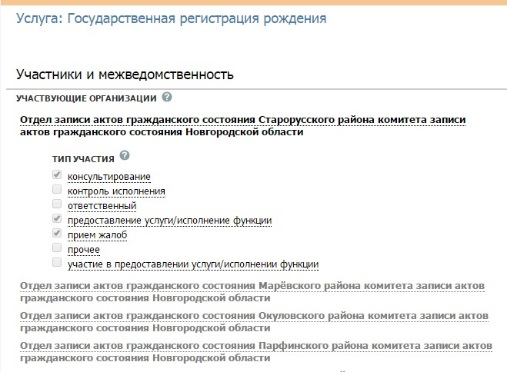 Услуга: Государственная регистрация рождения
Участники и межведомственность
УЧАСТВУЮЩИЕ ОРГАНИЗАЦИИ ?
Отдел записи актов гражданского состояния Старорусского района комитета записи
актов гражданского состояния Новгородской области
ТИП УЧАСТИЯ ?
консультирование
контроль исполнения
ответственный
предоставление услуги/исполнение функции
прием жалоб
прочее
участие в предоставлении услуги/исполнении функции
Отдел записи актов гражданского состояния Марёвского района комитета записи актов
гражданского состояния Новгородской области
Отдел записи актов гражданского состояния Окуловского района комитета записи актов
гражданского состояния Новгородской области
Отдел записи актов гражданского состояния Парфинского района комитета записи актов
гражданского состояния Новгородской области